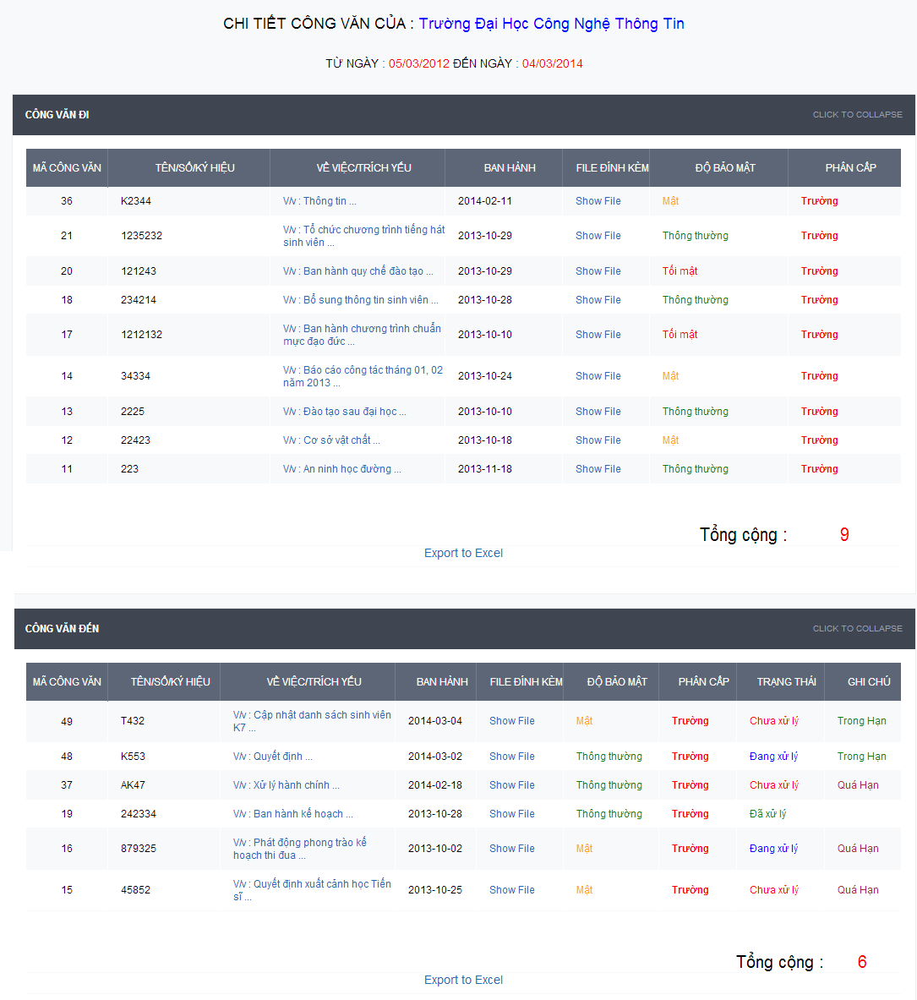 CHI TIẾT CÔNG VĂN CỦA : Trường Đại Học Công Nghệ Thông Tin
TỪ NGÀY : 05/03/2012 ĐẾN NGÀY : 04/03/2014
CÔNG VĂN ĐI CLICK TO COLLAPSE
MÃ CÔNG VĂN TÊN/SỐ/KÝ HIỆU VỀ VIỆC/TRÍCH YẾU BAN HÀNH FILE ĐÍNH KÈM ĐỘ BẢO MẬT PHÂN CẤP
36 K2344 V/v : Thông tin ... 2014-02-11 Show File Mật Trường
21 1235232 V/v : Tổ chức chương trình tiếng hát
sinh viên ... 2013-10-29 Show File Thông thường Trường
20 121243 V/v : Ban hành quy chế đào tạo ... 2013-10-29 Show File Tối mật Trường
18 234214 V/v : Bổ sung thông tin sinh viên ... 2013-10-28 Show File Thông thường Trường
17 1212132 V/v : Ban hành chương trình chuẩn
mực đạo đức ... 2013-10-10 Show File Tối mật Trường
14 34334 V/v : Báo cáo công tác tháng 01, 02
năm 2013 ... 2013-10-24 Show File Mật Trường
13 2225 V/v : Đào tạo sau đại học ... 2013-10-10 Show File Thông thường Trường
12 22423 V/v : Cơ sở vật chất ... 2013-10-18 Show File Mật Trường
11 223 V/v : An ninh học đường ... 2013-11-18 Show File Thông thường Trường
Tổng cộng : 9
Export to Excel
CÔNG VĂN ĐẾN CLICK TO COLLAPSE
MÃ CÔNG VĂN TÊN/SỐ/KÝ HIỆU VỀ VIỆC/TRÍCH YẾU BAN HÀNH FILE ĐÍNH KÈM ĐỘ BẢO MẬT PHÂN CẤP TRẠNG THÁI GHI CHÚ
49 T432 V/v : Cập nhật danh sách sinh viên
K7 ... 2014-03-04 Show File Mật Trường Chưa xử lý Trong Hạn
48 K553 V/v : Quyết định ... 2014-03-02 Show File Thông thường Trường Đang xử lý Trong Hạn
37 AK47 V/v : Xử lý hành chính ... 2014-02-18 Show File Thông thường Trường Chưa xử lý Quá Hạn
19 242334 V/v : Ban hành kế hoạch ... 2013-10-28 Show File Thông thường Trường Đã xử lý
16 879325 V/v : Phát động phong trào kế
hoạch thi đua ... 2013-10-02 Show File Mật Trường Đang xử lý Quá Hạn
15 45852 V/v : Quyết định xuất cảnh học Tiến
sĩ ... 2013-10-25 Show File Mật Trường Chưa xử lý Quá Hạn
Tổng cộng : 6
Export to Excel